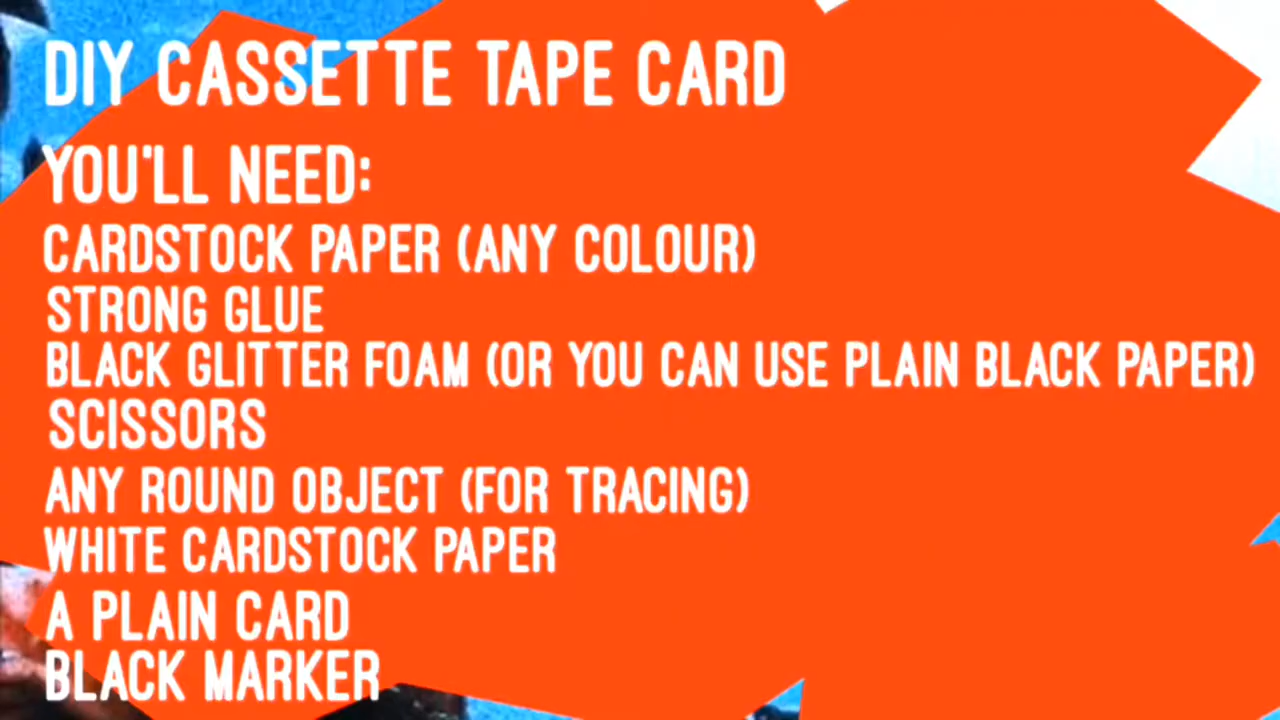 DIY CASSETTE TAPE CARD
YOU'LL NEED:
CARDSTOCK PAPER (ANY COLOUR)
STRONG GLUE
BLACK GLITTER FOAM (OR YOU CAN USE PLAIN BLACK PAPER)
SCISSORS
ANY ROUND OBJECT (FOR TRACING)
WHITE CARDSTOCK PAPER
A PLAIN CARD
BLACK MARKER